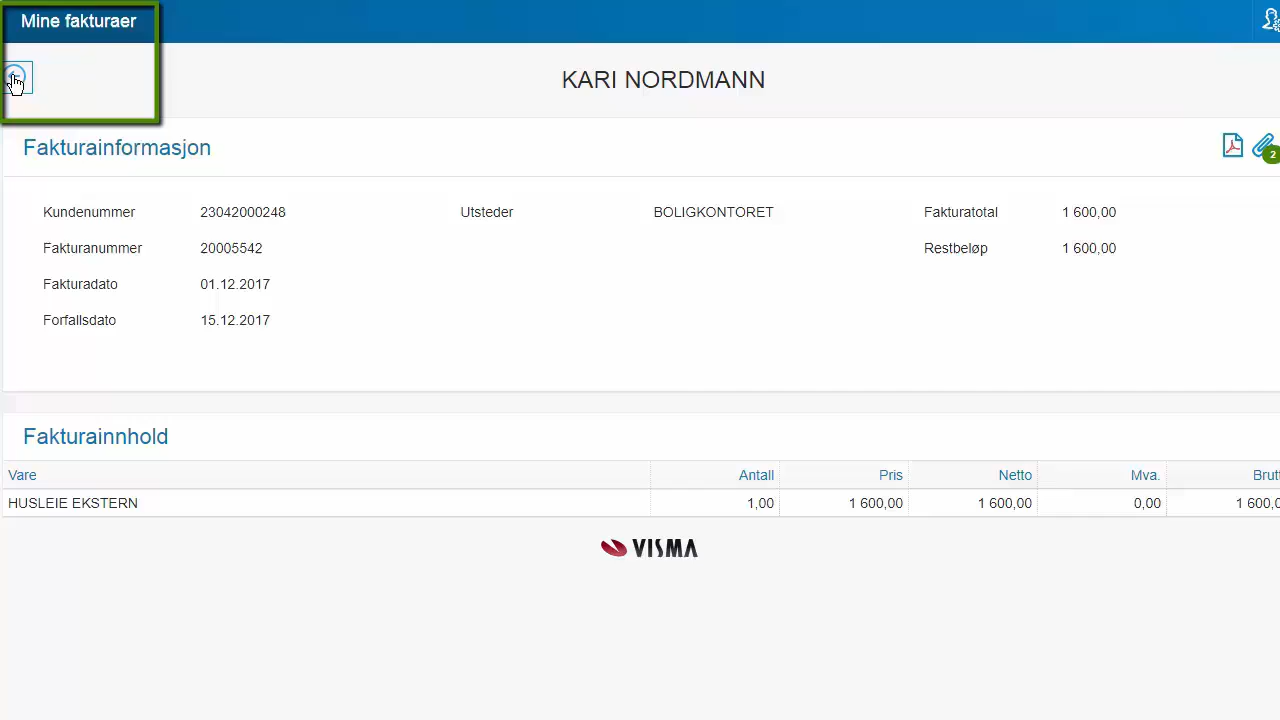 Mine fakturaer
KARI NORDMANN
Fakturainformasjon
2
Kundenummer 23042000248 Utsteder BOLIGKONTORET Fakturatotal 1 600,00
Fakturanummer 20005542 Restbeløp 1 600,00
Fakturadato 01.12.2017
Forfallsdato 15.12.2017
Fakturainnhold
Vare Antall Pris Netto Mva.
HUSLEIE EKSTERN 1,00 1 600,00 1 600,00 0,00
VISMA